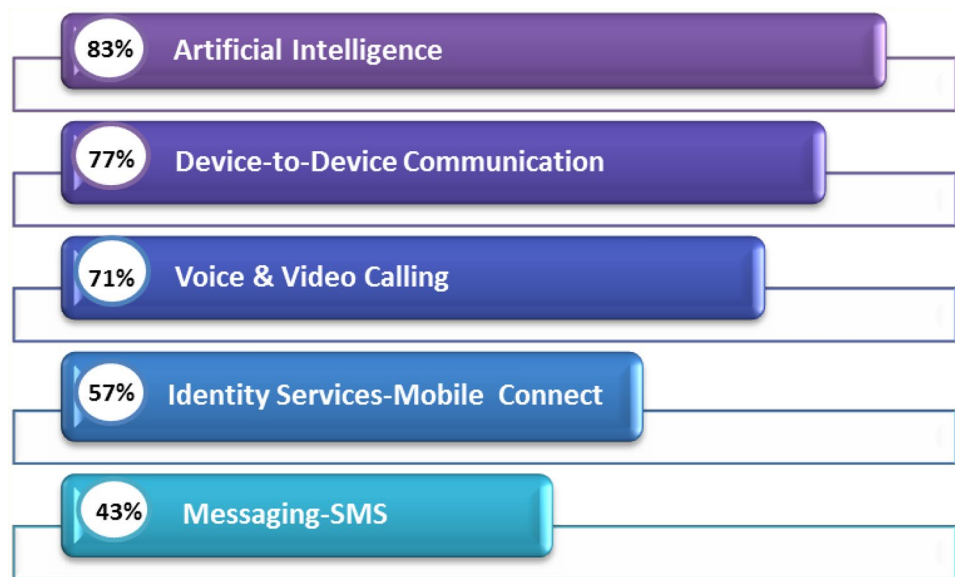 83% Artificial Intelligence
77% Device-to-Device Communication
71% Voice & Video Calling
57% Identity Services-Mobile Connect
43% Messaging-SMS